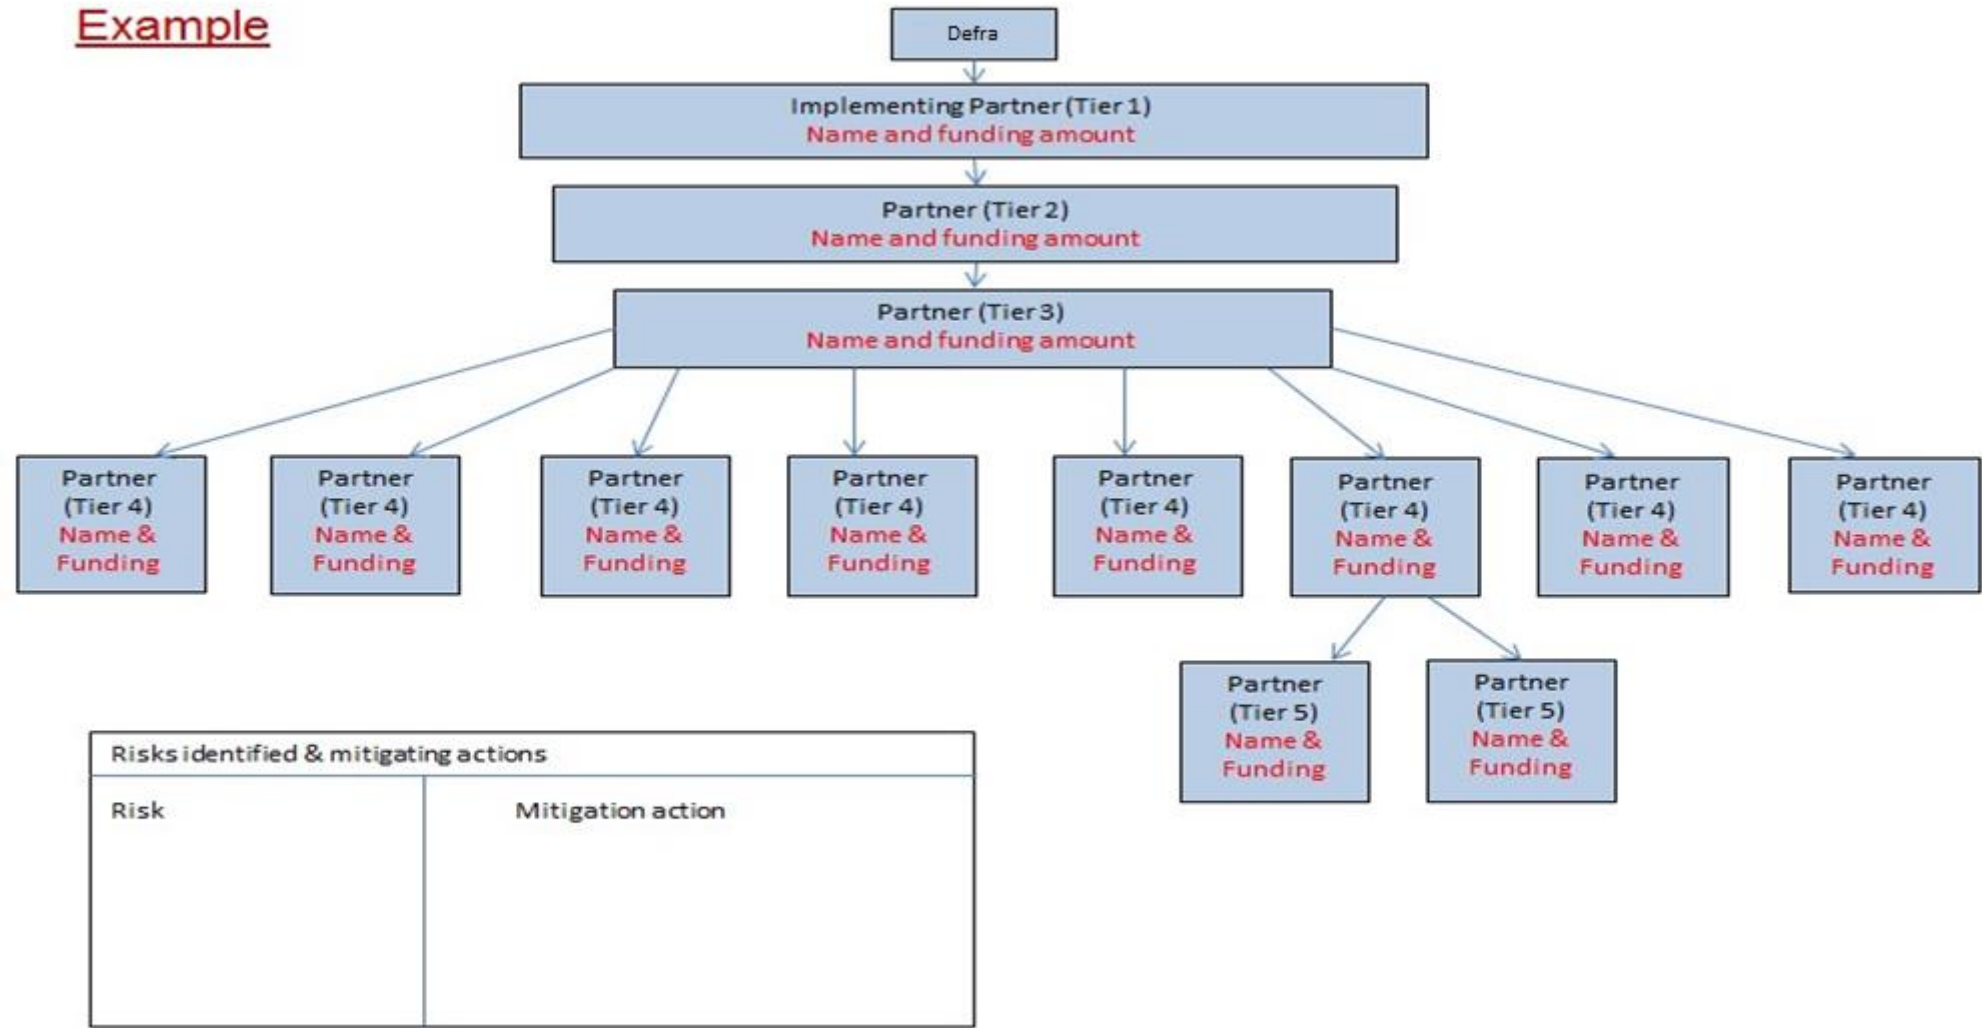 Example
Defra
Implementing Partner (Tier 1)
Name and funding amount
Partner (Tier 2)
Name and funding amount
Partner (Tier 3)
Name and funding amount
Partner
(Tier 4)
Name &
Funding
Partner
(Tier 4)
Name &
Funding
Partner
(Tier 4)
Name &
Funding
Partner
(Tier 4)
Name &
Funding
Partner
(Tier 4)
Name &
Funding
Partner
(Tier 4)
Name &
Funding
Partner
(Tier 4)
Name &
Funding
Partner
(Tier 4)
Name &
Funding
Partner
(Tier 5)
Name &
Funding
Partner
(Tier 5)
Name &
Funding
Risks identified & mitigating actions
Risk
Mitigation action